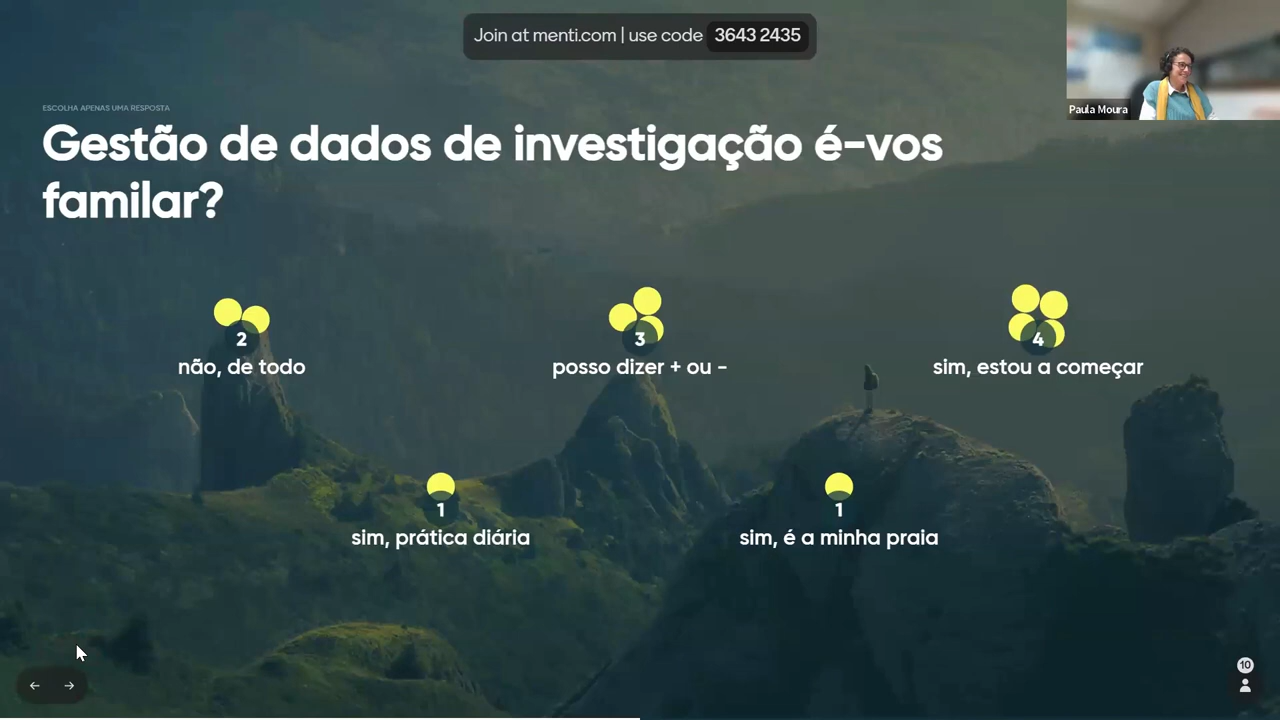 Join at menti.com | use code 3643 2435
Paula Moura
ESCOLHA APENAS UMA RESPOSTA
Gestão de dados de investigação é-vos
familar?
2
não, de todo
3
posso dizer + ou -
4
sim, estou a começar
1
sim, prática diária
1
sim, é a minha praia
10